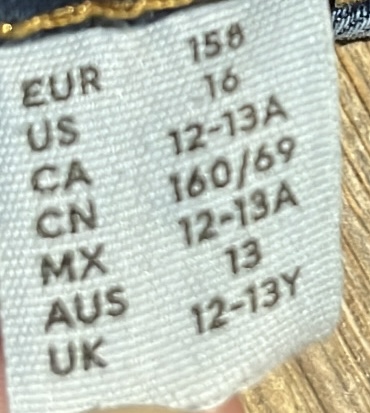 EUR 158
US 16
CA 12-13A
CN 160/69
MX 12-13A
AUS 13
UK 12-13Y